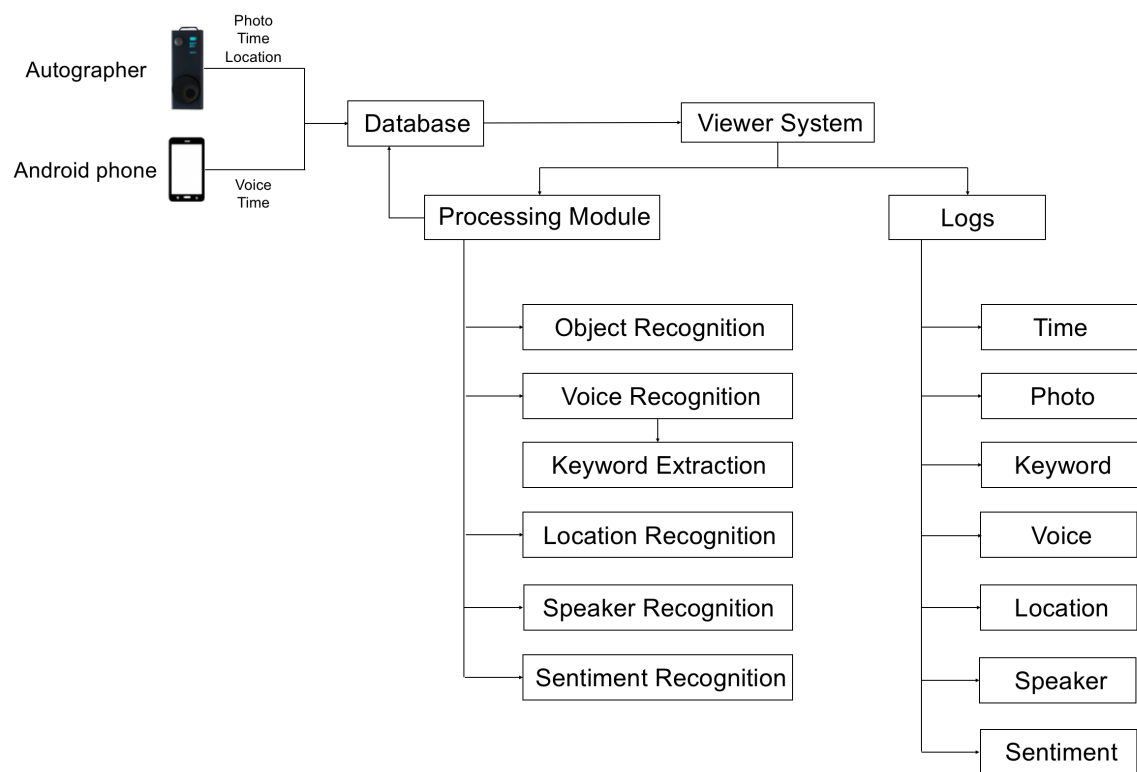 Photo
Time
Location
Autographer
Database
Viewer System
Android phone
Voice
Time
Processing Module
Logs
Object Recognition
Time
Voice Recognition
Photo
Keyword Extraction
Keyword
Location Recognition
Voice
Speaker Recognition
Location
Sentiment Recognition
Speaker
Sentiment